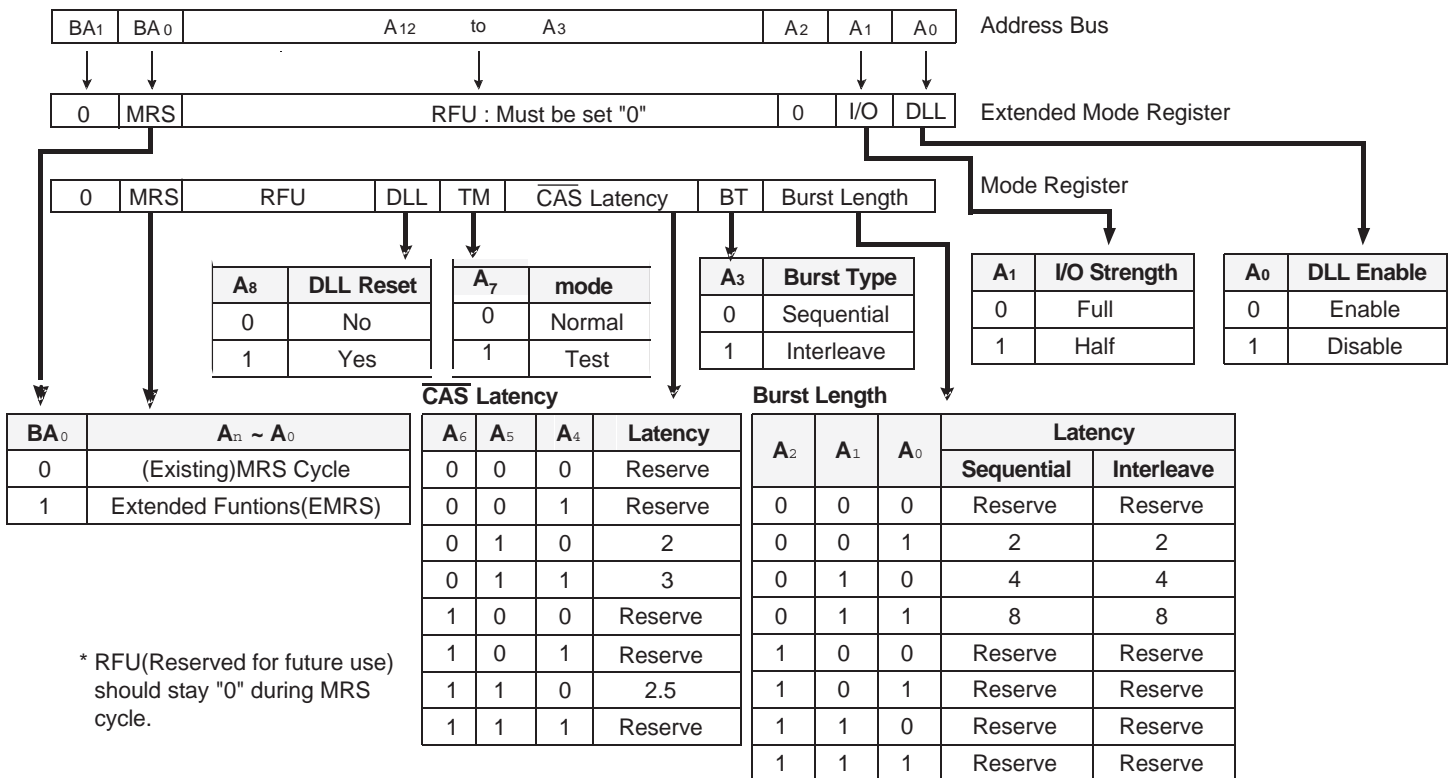 BA1 BA0 A12 to A3 A2 A1 A0 Address Bus
0 MRS RFU : Must be set "0" 0 I/O DLL Extended Mode Register
Mode Register
0 MRS RFU DLL TM CAS Latency BT Burst Length
A8 DLL Reset
0 No
1 Yes
A7 mode
0 Normal
1 Test
A3 Burst Type
0 Sequential
1 Interleave
A1 I/O Strength
0 Full
1 Half
A0 DLL Enable
0 Enable
1 Disable
BA0 An ~ A0
0 (Existing)MRS Cycle
1 Extended Funtions(EMRS)
CAS Latency
A6 A5 A4 Latency
0 0 0 Reserve
0 0 1 Reserve
0 1 0 2
0 1 1 3
1 0 0 Reserve
1 0 1 Reserve
1 1 0 2.5
1 1 1 Reserve
Burst Length
A2 A1 A0 Latency
Sequential Interleave
0 0 0 Reserve Reserve
0 0 1 2 2
0 1 0 4 4
0 1 1 8 8
1 0 0 Reserve Reserve
1 0 1 Reserve Reserve
1 1 0 Reserve Reserve
1 1 1 Reserve Reserve
* RFU(Reserved for future use)
should stay "0" during MRS
cycle.